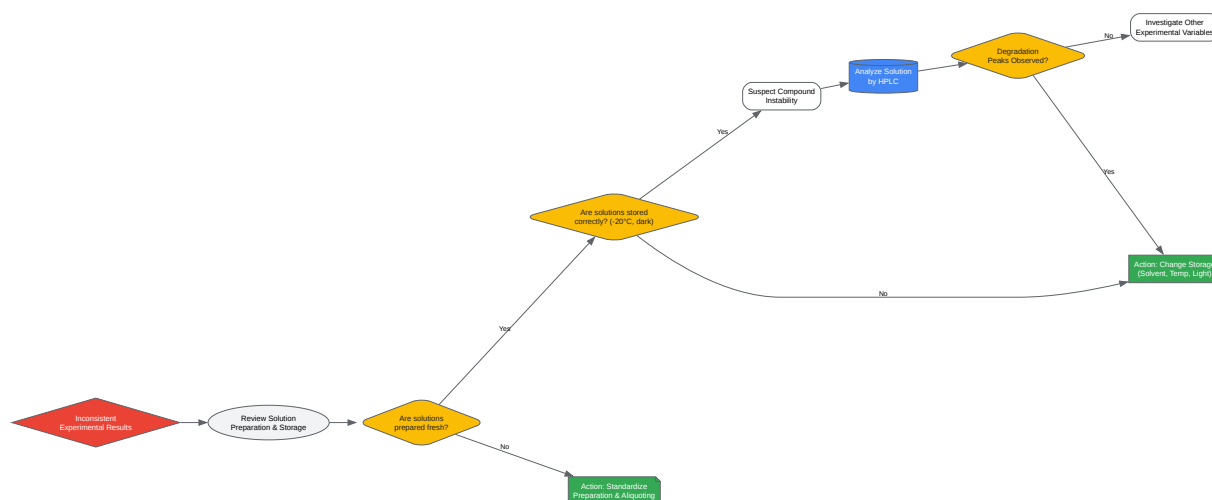 Investigate Other
Experimental Variables
No
Degradation
Peaks Observed?
Analyze Solution
by HPLC
Suspect Compound
Instability
Yes
Yes
Are solutions stored
correctly? (-20°C, dark)
Action: Change Storage
(Solvent, Temp, Light)
No
Yes
Inconsistent
Experimental Results
Review Solution
Preparation & Storage
Are solutions
prepared fresh?
No
Action: Standardize
Preparation & Aliquoting